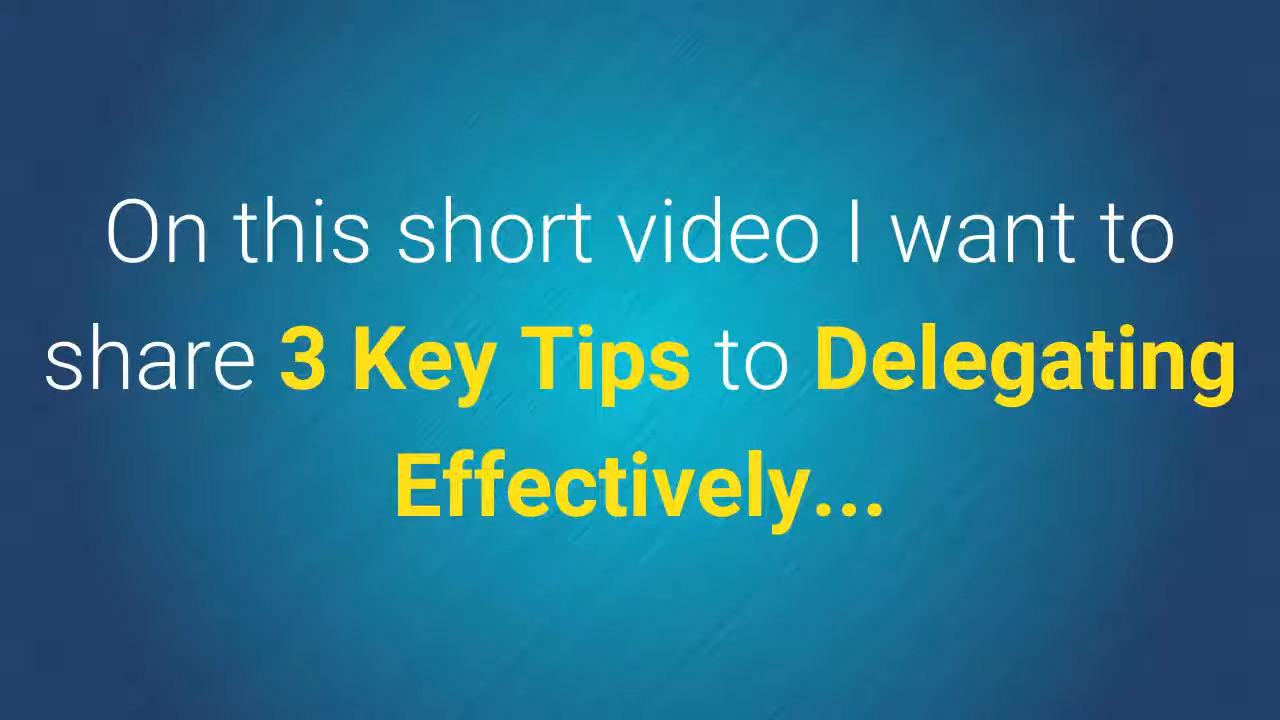 On this short video I want to
share 3 Key Tips to Delegating
Effectively...